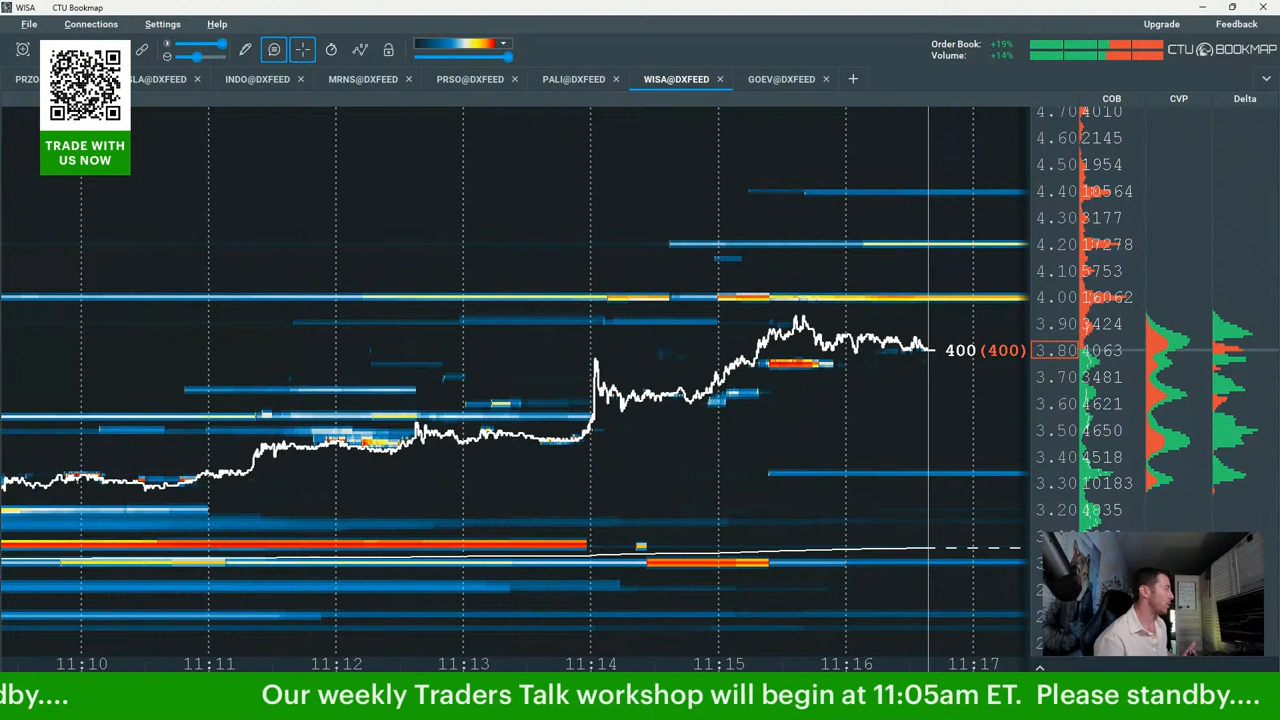 WISA CTU Bookmap
File Connections Settings Help Upgrade Feedback
Order Book: +19%
Volume: +14%
CTU BOOKMAP
PRZO SLA@DXFEED INDO@DXFEED MRNS@DXFEED PRSO@DXFEED PALI@DXFEED WISA@DXFEED GOEV@DXFEED
COB CVP Delta
TRADE WITH
US NOW
4.70 4010
4.60 2145
4.50 1954
4.40 10564
4.30 3177
4.20 17278
4.10 5753
4.00 16062
3.90 3424
400 (400) 3.80 4063
3.70 3481
3.60 4621
3.50 4650
3.40 4518
3.30 10183
3.20 4835
11:10 11:11 11:12 11:13 11:14 11:15 11:16 11:17
dby.... Our weekly Traders Talk workshop will begin at 11:05am ET. Please standby....